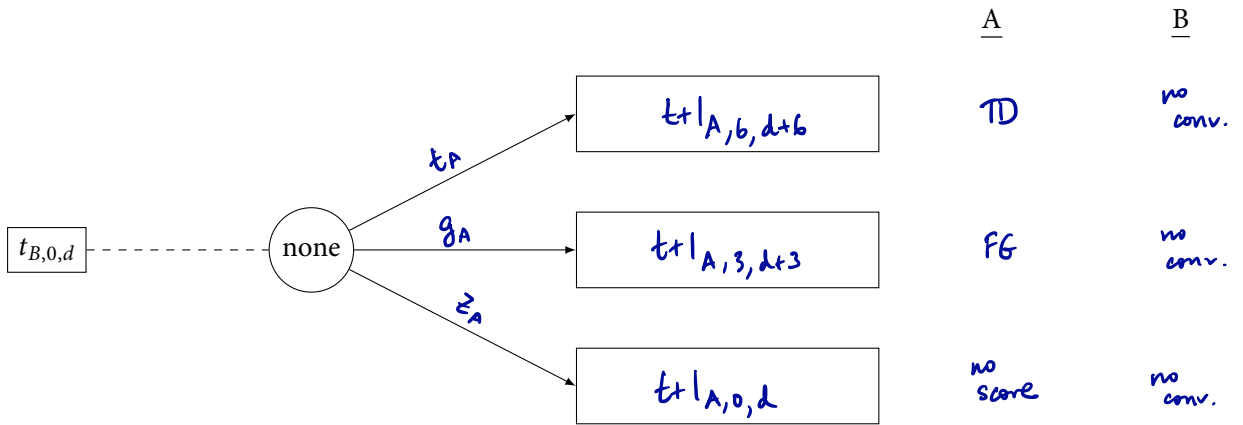 A B
t+1_{A,6,d+6} TD no conv.
t_A
t_{B,0,d} none g_A t+1_{A,3,d+3} FG no conv.
z_A
t+1_{A,0,d} no score no conv.